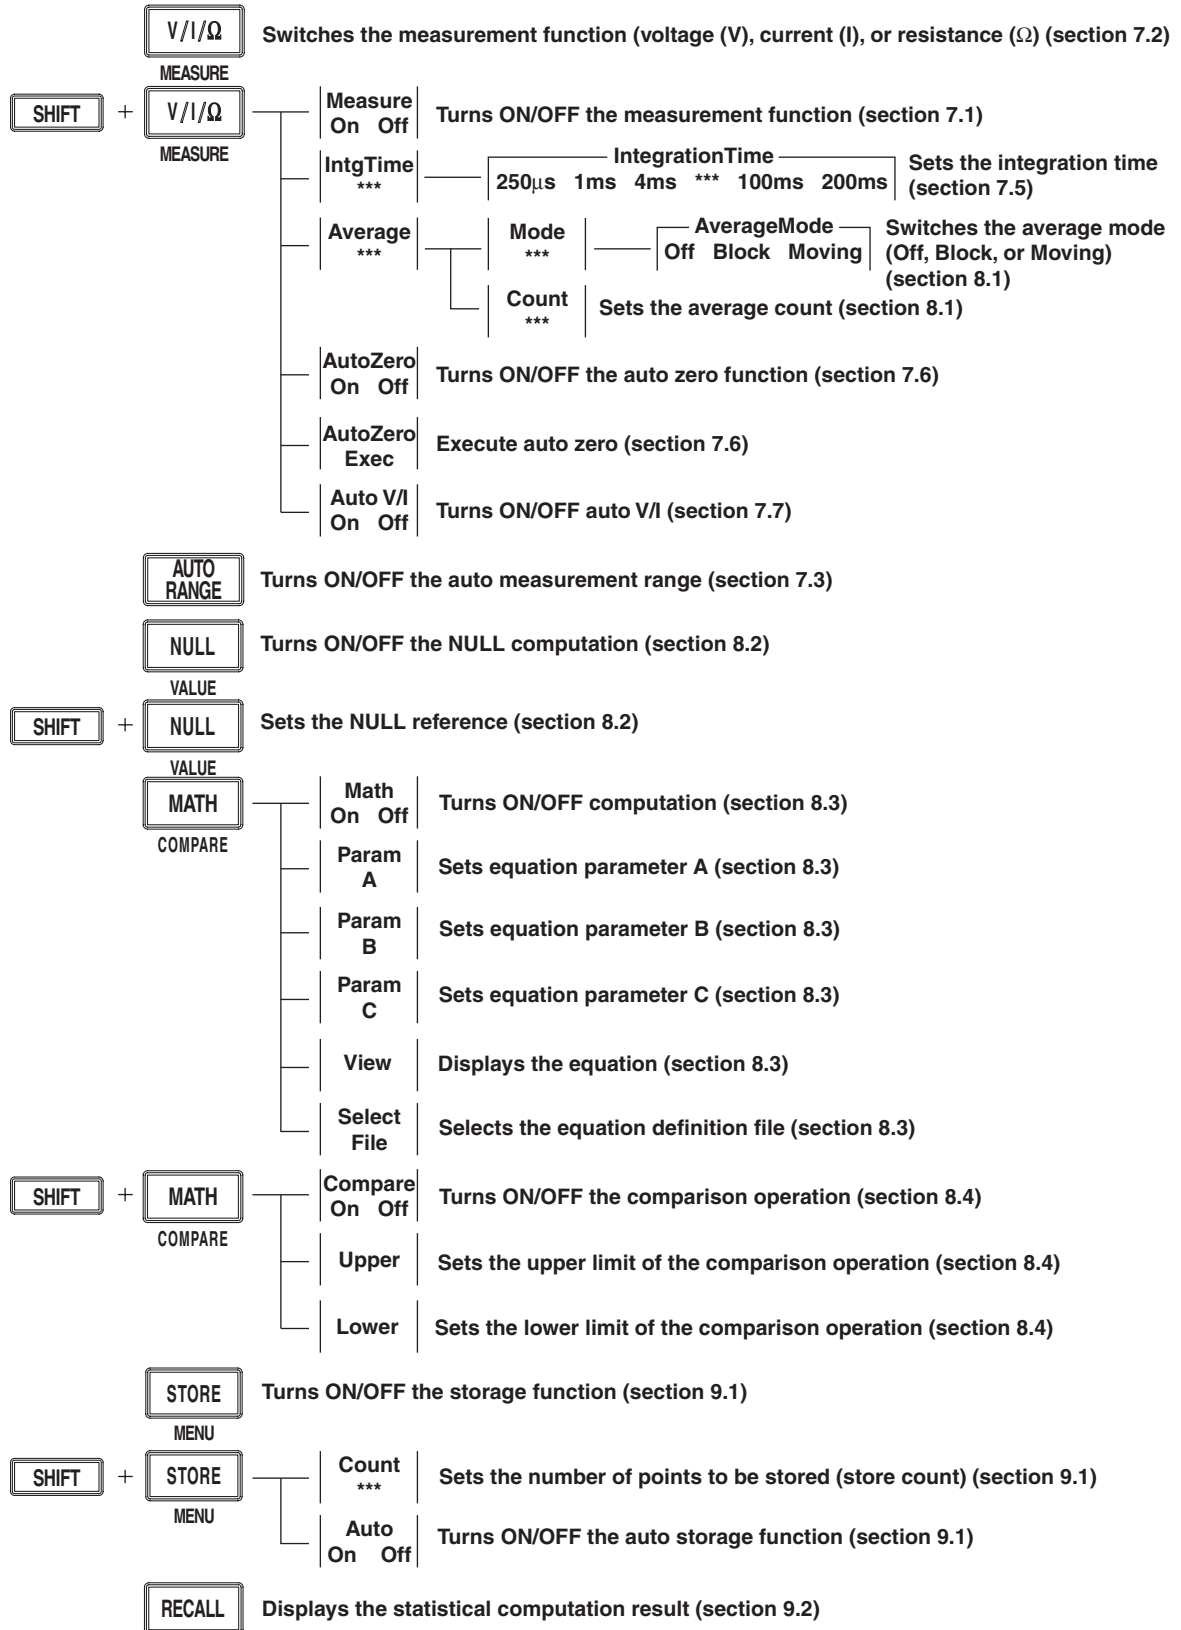 V/I/Ω Switches the measurement function (voltage (V), current (I), or resistance (Ω) (section 7.2)
MEASURE
SHIFT + V/I/Ω
MEASURE
Measure
On Off
Turns ON/OFF the measurement function (section 7.1)
IntgTime
***
IntegrationTime
250μs 1ms 4ms *** 100ms 200ms
Sets the integration time
(section 7.5)
Average
***
Mode
***
AverageMode
Off Block Moving
Switches the average mode
(Off, Block, or Moving)
(section 8.1)
Count
***
Sets the average count (section 8.1)
AutoZero
On Off
Turns ON/OFF the auto zero function (section 7.6)
AutoZero
Exec
Execute auto zero (section 7.6)
Auto V/I
On Off
Turns ON/OFF auto V/I (section 7.7)
AUTO
RANGE
Turns ON/OFF the auto measurement range (section 7.3)
NULL Turns ON/OFF the NULL computation (section 8.2)
VALUE
SHIFT + NULL Sets the NULL reference (section 8.2)
VALUE
MATH
COMPARE
Math
On Off
Turns ON/OFF computation (section 8.3)
Param
A
Sets equation parameter A (section 8.3)
Param
B
Sets equation parameter B (section 8.3)
Param
C
Sets equation parameter C (section 8.3)
View Displays the equation (section 8.3)
Select
File
Selects the equation definition file (section 8.3)
SHIFT + MATH
COMPARE
Compare
On Off
Turns ON/OFF the comparison operation (section 8.4)
Upper Sets the upper limit of the comparison operation (section 8.4)
Lower Sets the lower limit of the comparison operation (section 8.4)
STORE Turns ON/OFF the storage function (section 9.1)
MENU
SHIFT + STORE
MENU
Count
***
Sets the number of points to be stored (store count) (section 9.1)
Auto
On Off
Turns ON/OFF the auto storage function (section 9.1)
RECALL Displays the statistical computation result (section 9.2)